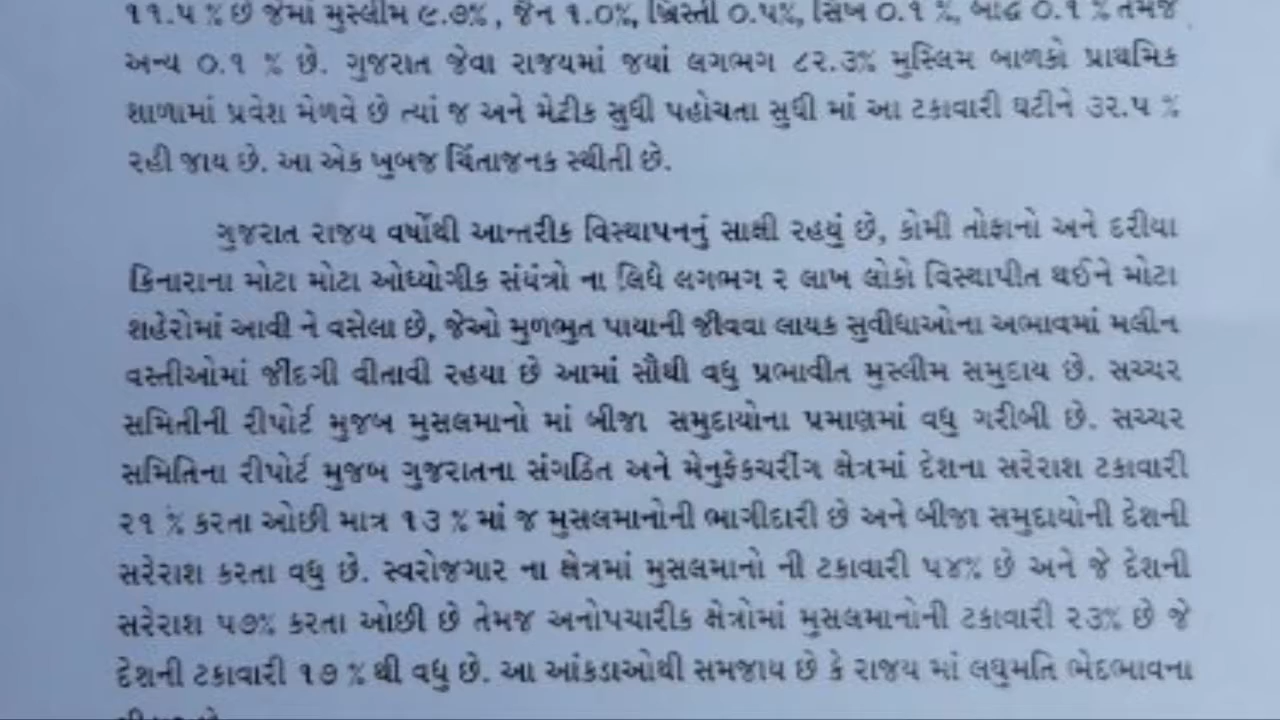 ૧૧.૫ % છે જેમાં મુસ્લીમ ૯.૭%, જૈન ૧.૦%, ખ્રિસ્તી ૦.૫%, સિખ ૦.૧ %, બૌદ્ધ ૦.૧ % તેમજ
અન્ય ૦.૧ % છે. ગુજરાત જેવા રાજ્યમાં જ્યાં લગભગ ૮૨.૩% મુસ્લિમ બાળકો પ્રાથમિક
શાળામાં પ્રવેશ મેળવે છે ત્યાં જ અને મેટ્રીક સુધી પહોચતા સુધી માં આ ટકાવારી ઘટીને ૩૨.૫ %
રહી જાય છે. આ એક ખુબજ ચિંતાજનક સ્થીતી છે.
ગુજરાત રાજ્ય વર્ષોથી આન્તરીક વિસ્થાપનનું સાક્ષી રહયું છે, કોમી તોફાનો અને દરીયા
કિનારાના મોટા મોટા ઓધ્યોગીક સંયંત્રો ના લિધે લગભગ ૨ લાખ લોકો વિસ્થાપીત થઈને મોટા
શહેરોમાં આવી ને વસેલા છે, જેઓ મુળભુત પાયાની જીવવા લાયક સુવીધાઓના અભાવમાં મલીન
વસ્તીઓમાં જીંદગી વીતાવી રહયા છે આમાં સૌથી વધુ પ્રભાવીત મુસ્લીમ સમુદાય છે. સચ્ચર
સમિતીની રીપોર્ટ મુજબ મુસલમાનો માં બીજા સમુદાયોના પ્રમાણમાં વધુ ગરીબી છે. સચ્ચર
સમિતિના રીપોર્ટ મુજબ ગુજરાતના સંગઠિત અને મેનુફેકચરીંગ ક્ષેત્રમાં દેશના સરેરાશ ટકાવારી
૨૧ % કરતા ઓછી માત્ર ૧૩ % માં જ મુસલમાનોની ભાગીદારી છે અને બીજા સમુદાયોની દેશની
સરેરાશ કરતા વધુ છે. સ્વરોજગાર ના ક્ષેત્રમાં મુસલમાનો ની ટકાવારી ૫૪% છે અને જે દેશની
સરેરાશ ૫૭% કરતા ઓછી છે તેમજ અનોપચારીક ક્ષેત્રોમાં મુસલમાનોની ટકાવારી ૨૩% છે જે
દેશની ટકાવારી ૧૭ % થી વધુ છે. આ આંકડાઓથી સમજાય છે કે રાજ્ય માં લઘુમતિ ભેદભાવના